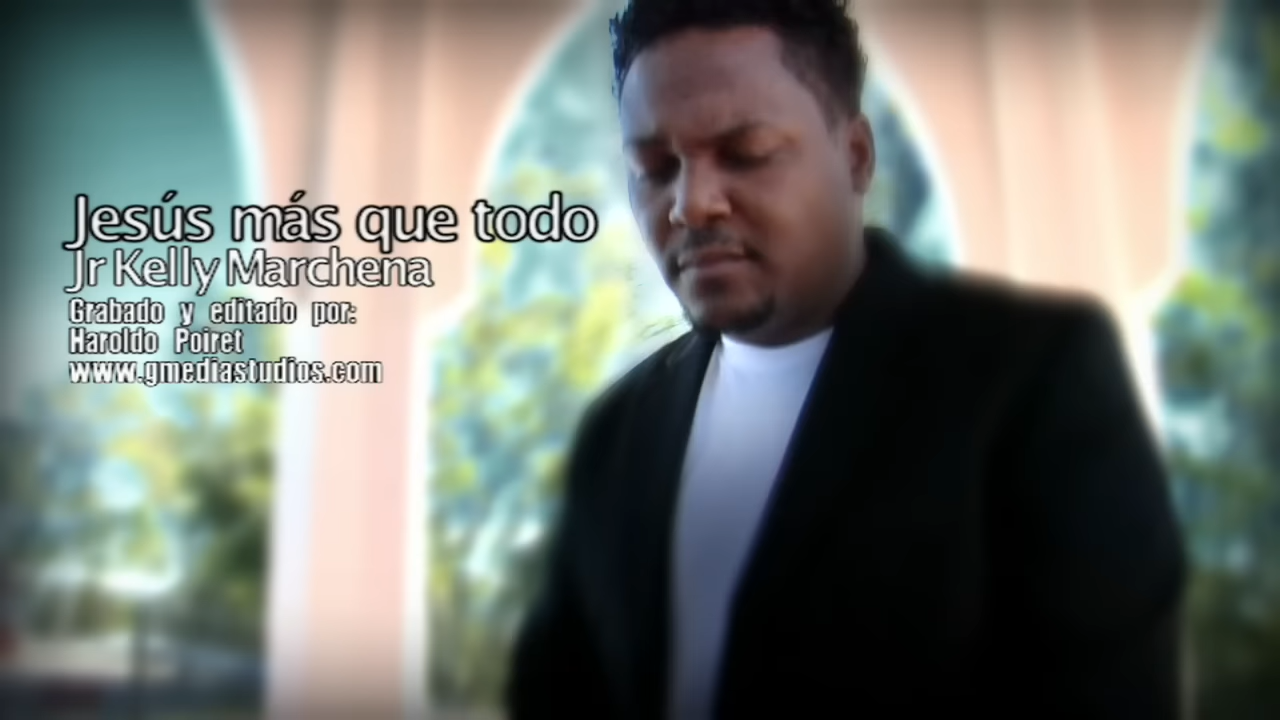 Jesús más que todo
Jr Kelly Marchena
Grabado y editado por:
Haroldo Poiret
www.gmediastudios.com